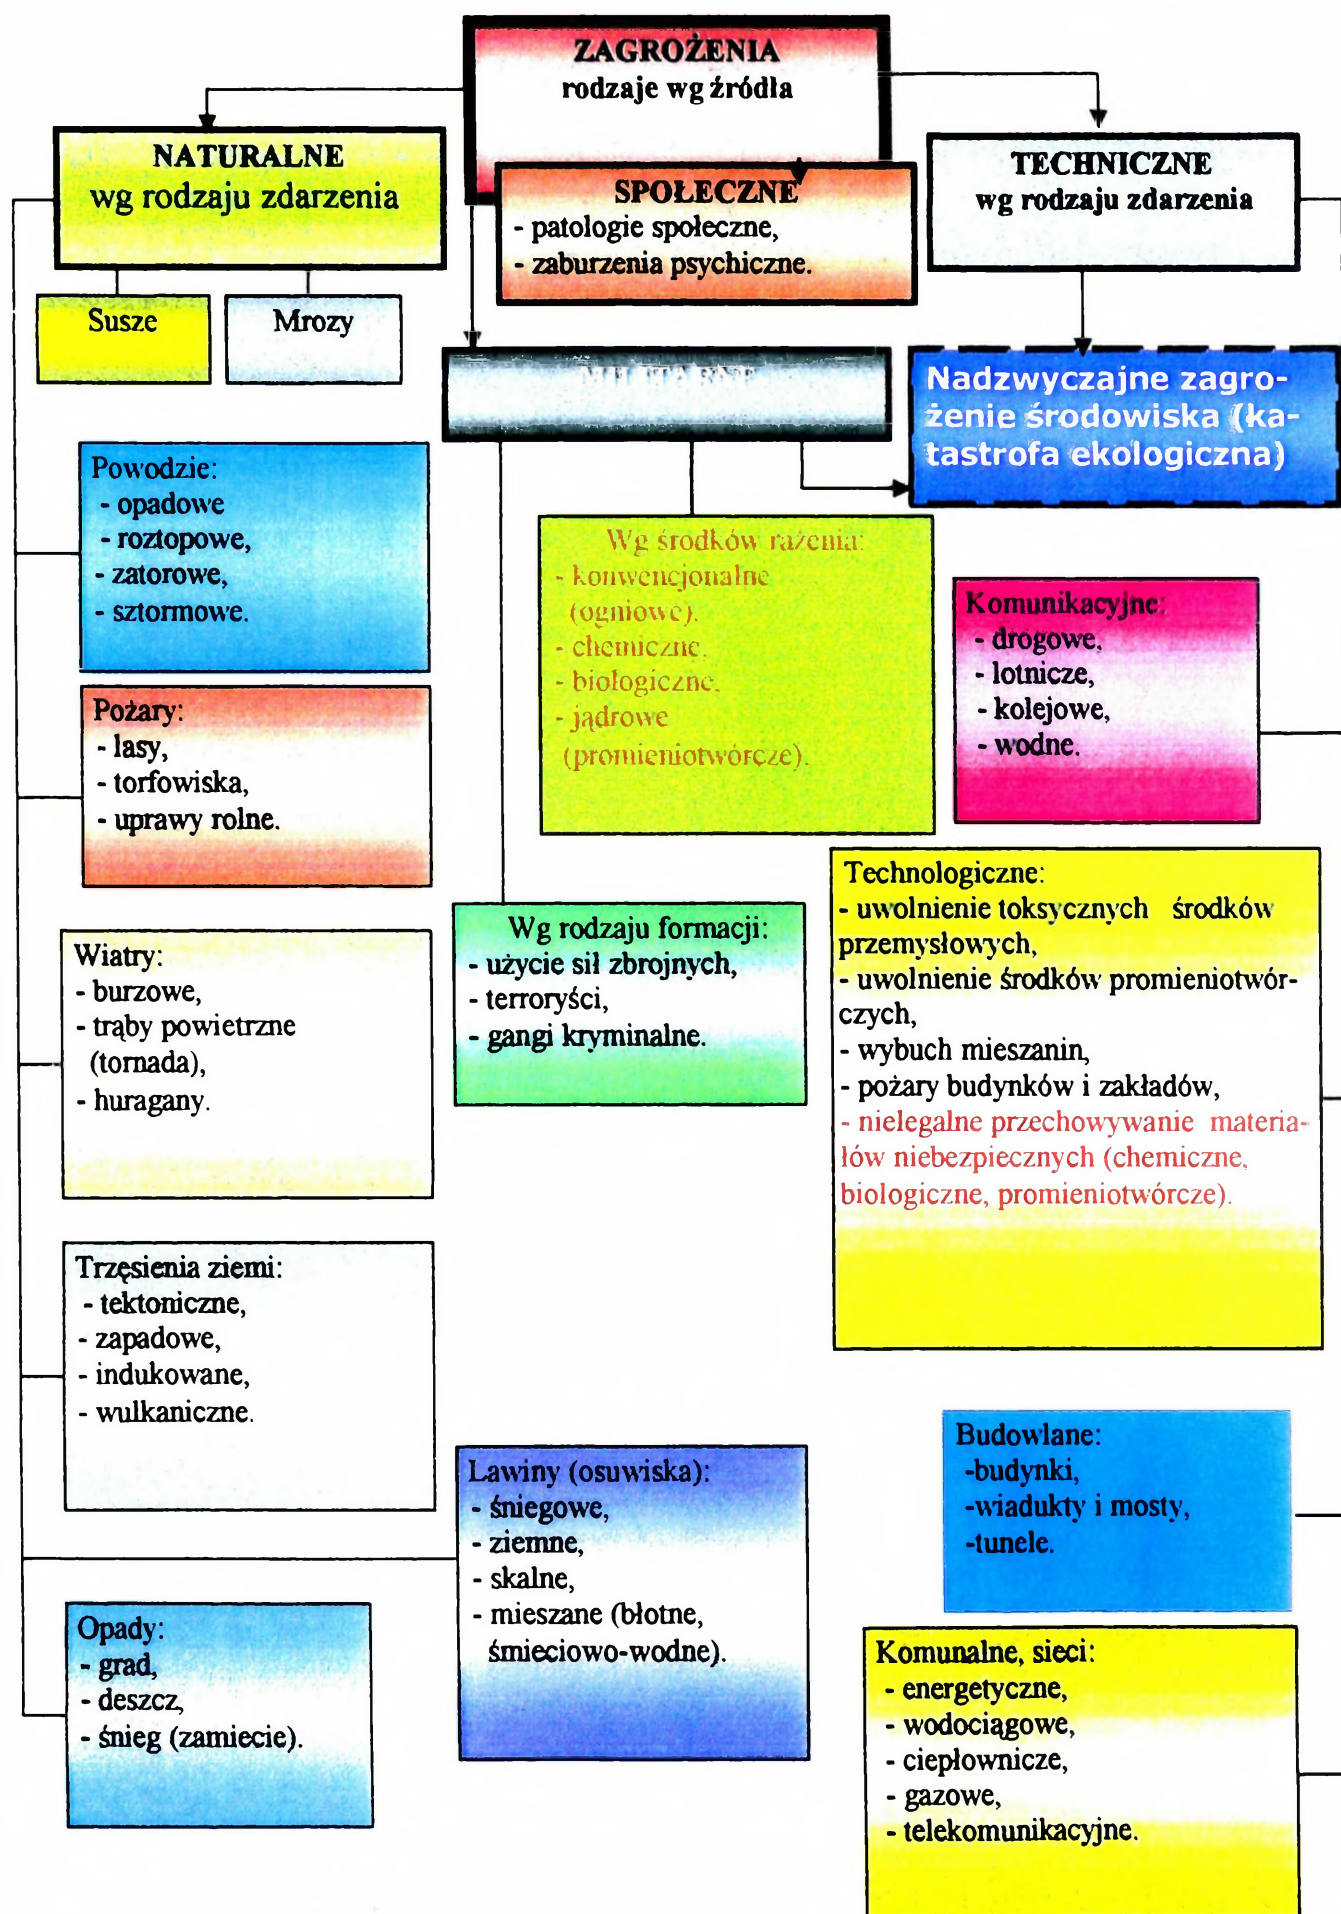 ZAGROŻENIA
rodzaje wg źródła
NATURALNE
wg rodzaju zdarzenia
SPOŁECZNE
- patologie społeczne,
- zaburzenia psychiczne.
TECHNICZNE
wg rodzaju zdarzenia
Susze
Mrozy
MILITARNE
Nadzwyczajne zagro-
żenie środowiska (ka-
tastrofa ekologiczna)
Powodzie:
- opadowe
- roztopowe,
- zatorowe,
- sztormowe.
Wg środków rażenia:
- konwencjonalne
(ogniowe).
- chemiczne.
- biologiczne.
- jądrowe
(promieniotwórcze).
Komunikacyjne:
- drogowe,
- lotnicze,
- kolejowe,
- wodne.
Pożary:
- lasy,
- torfowiska,
- uprawy rolne.
Technologiczne:
- uwolnienie toksycznych środków
przemysłowych,
- uwolnienie środków promieniotwór-
czych,
- wybuch mieszanin,
- pożary budynków i zakładów,
- nielegalne przechowywanie materia-
łów niebezpiecznych (chemiczne,
biologiczne, promieniotwórcze).
Wg rodzaju formacji:
- użycie sił zbrojnych,
- terroryści,
- gangi kryminalne.
Wiatry:
- burzowe,
- trąby powietrzne
(tornada),
- huragany.
Trzęsienia ziemi:
- tektoniczne,
- zapadowe,
- indukowane,
- wulkaniczne.
Lawiny (osuwiska):
- śniegowe,
- ziemne,
- skalne,
- mieszane (błotne,
śmieciowo-wodne).
Budowlane:
-budynki,
-wiadukty i mosty,
-tunele.
Opady:
- grad,
- deszcz,
- śnieg (zamiecie).
Komunalne, sieci:
- energetyczne,
- wodociągowe,
- ciepłownicze,
- gazowe,
- telekomunikacyjne.